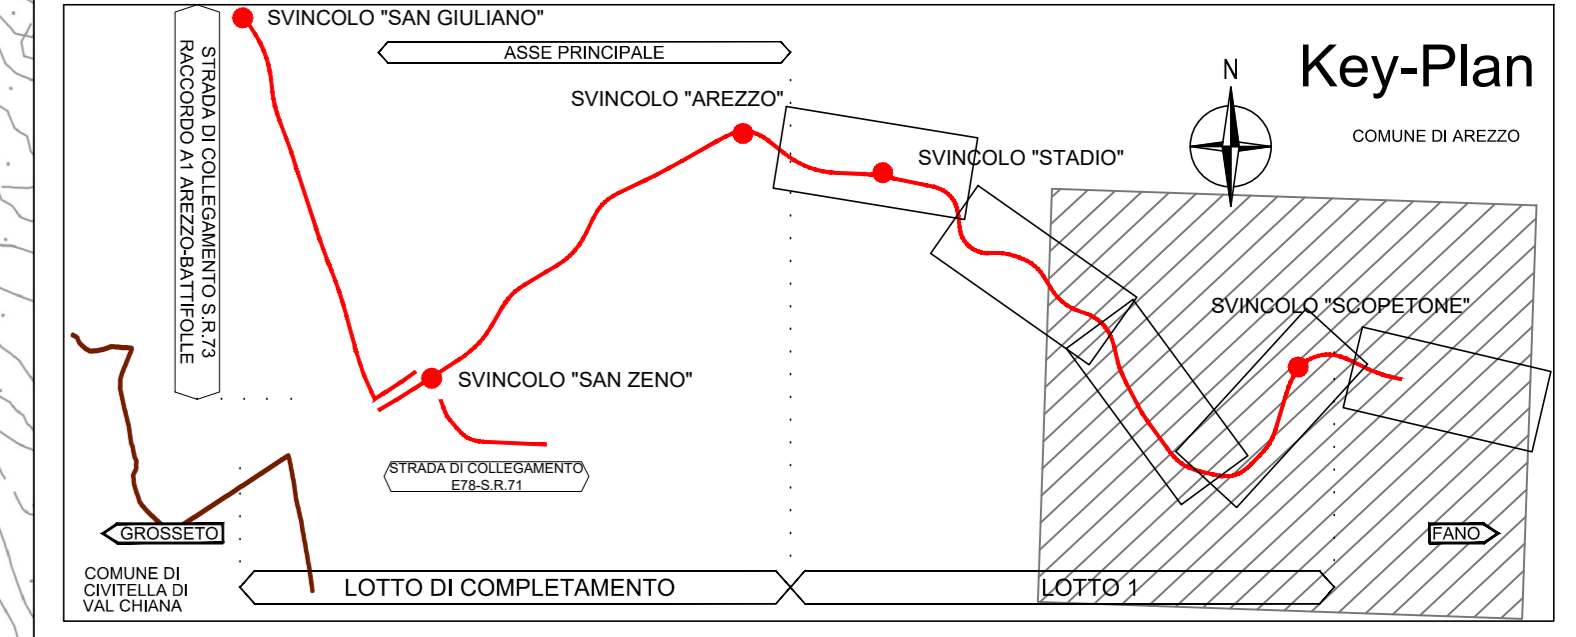 SVINCOLO "SAN GIULIANO"
STRADA DI COLLEGAMENTO S.R.73
RACCORDO A1 AREZZO-BATTIFOLLE
ASSE PRINCIPALE
Key-Plan
N
COMUNE DI AREZZO
SVINCOLO "AREZZO"
SVINCOLO "STADIO"
SVINCOLO "SCOPETONE"
SVINCOLO "SAN ZENO"
STRADA DI COLLEGAMENTO
E78-S.R.71
GROSSETO
FANO
COMUNE DI
CIVITELLA DI
VAL CHIANA
LOTTO DI COMPLETAMENTO
LOTTO 1